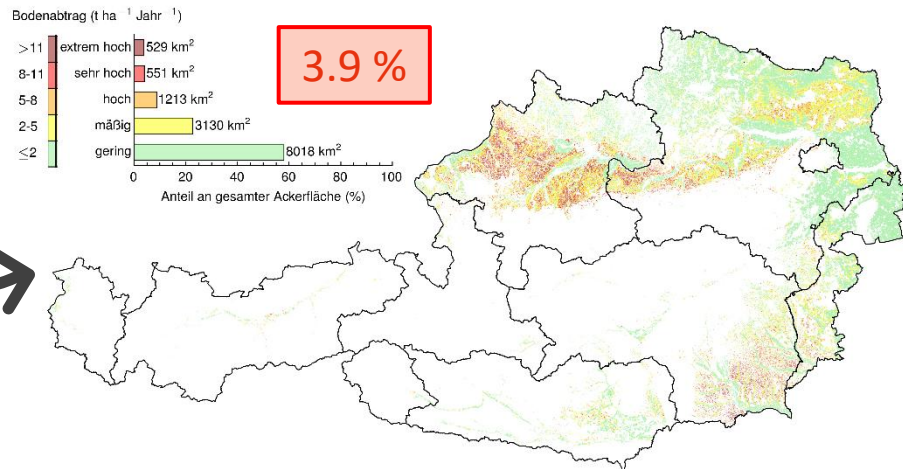 Bodenabtrag (t ha ⁻¹ Jahr ⁻¹)
>11 extrem hoch 529 km²
8-11 sehr hoch 551 km²
5-8 hoch 1213 km²
2-5 mäßig 3130 km²
≤2 gering 8018 km²
0 20 40 60 80 100
Anteil an gesamter Ackerfläche (%)
3.9 %